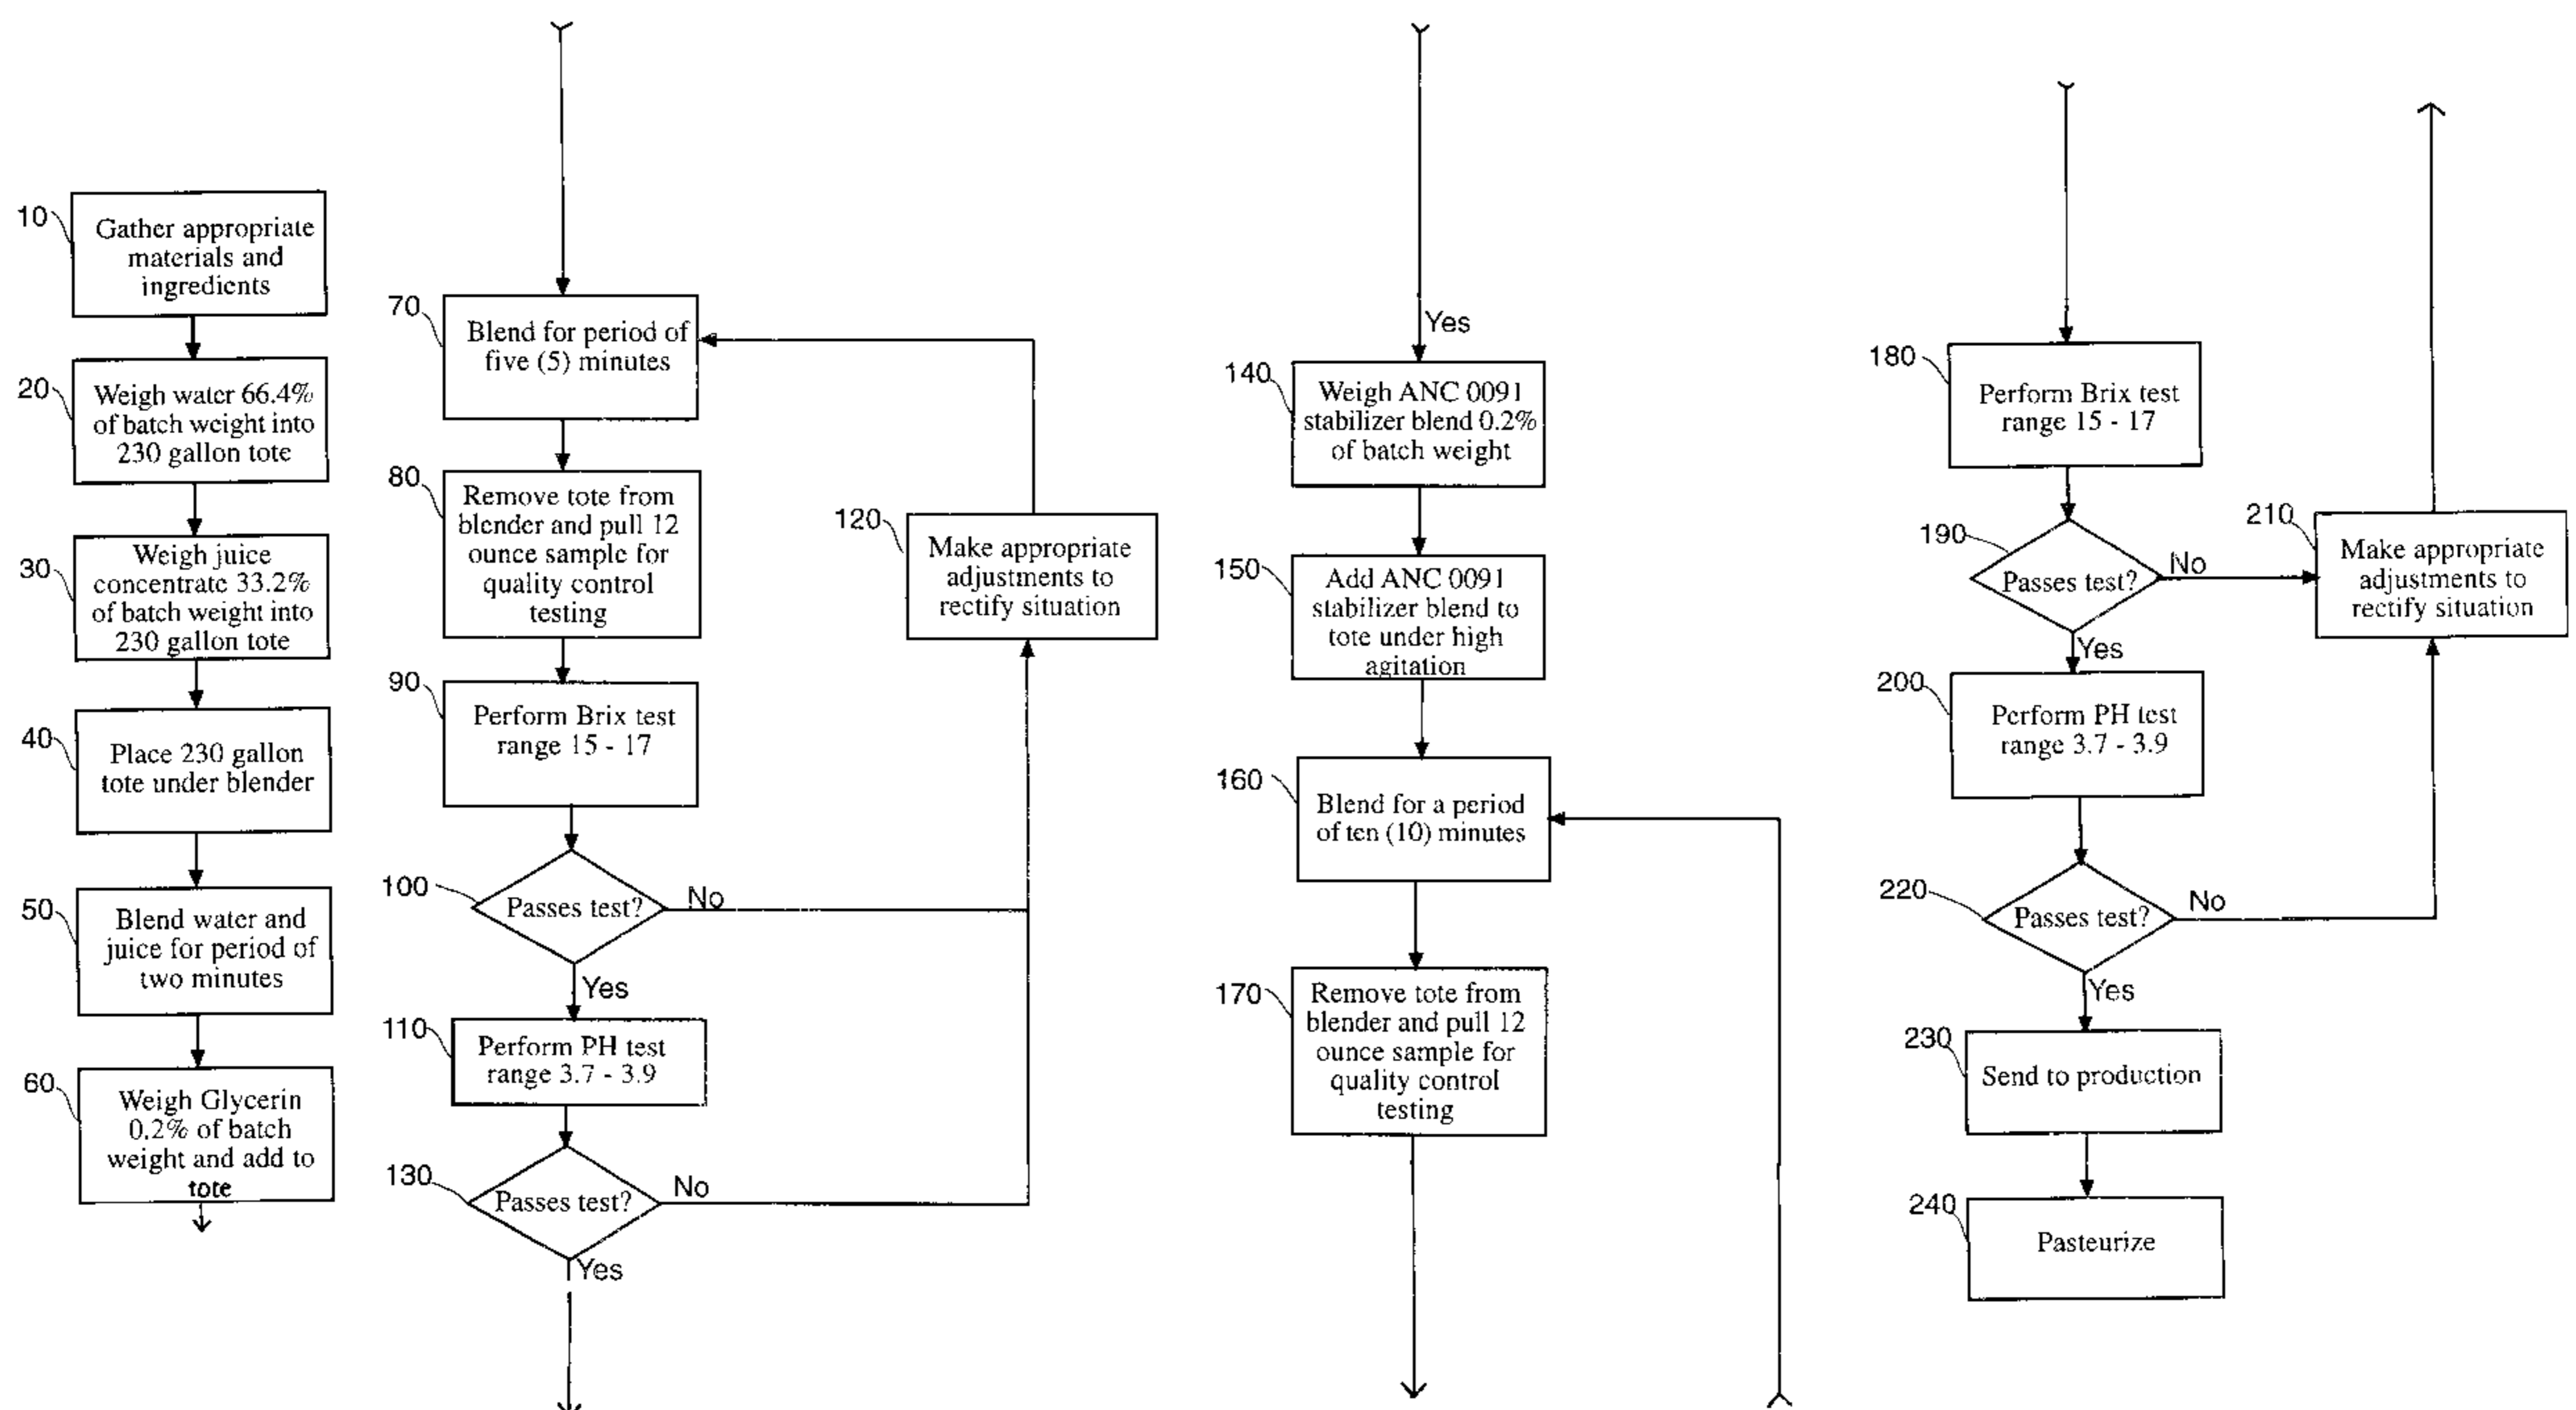 10
Gather appropriate
materials and
ingredients
20
Weigh water 66.4%
of batch weight into
230 gallon tote
30
Weigh juice
concentrate 33.2%
of batch weight into
230 gallon tote
40
Place 230 gallon
tote under blender
50
Blend water and
juice for period of
two minutes
60
Weigh Glycerin
0.2% of batch
weight and add to
tote
70
Blend for period of
five (5) minutes
80
Remove tote from
blender and pull 12
ounce sample for
quality control
testing
90
Perform Brix test
range 15 - 17
100
Passes test?
No
Yes
110
Perform PH test
range 3.7 - 3.9
120
Make appropriate
adjustments to
rectify situation
130
Passes test?
No
Yes
Yes
140
Weigh ANC 0091
stabilizer blend 0.2%
of batch weight
150
Add ANC 0091
stabilizer blend to
tote under high
agitation
160
Blend for a period
of ten (10) minutes
170
Remove tote from
blender and pull 12
ounce sample for
quality control
testing
180
Perform Brix test
range 15 - 17
190
Passes test?
No
Yes
200
Perform PH test
range 3.7 - 3.9
210
Make appropriate
adjustments to
rectify situation
220
Passes test?
No
Yes
230
Send to production
240
Pasteurize